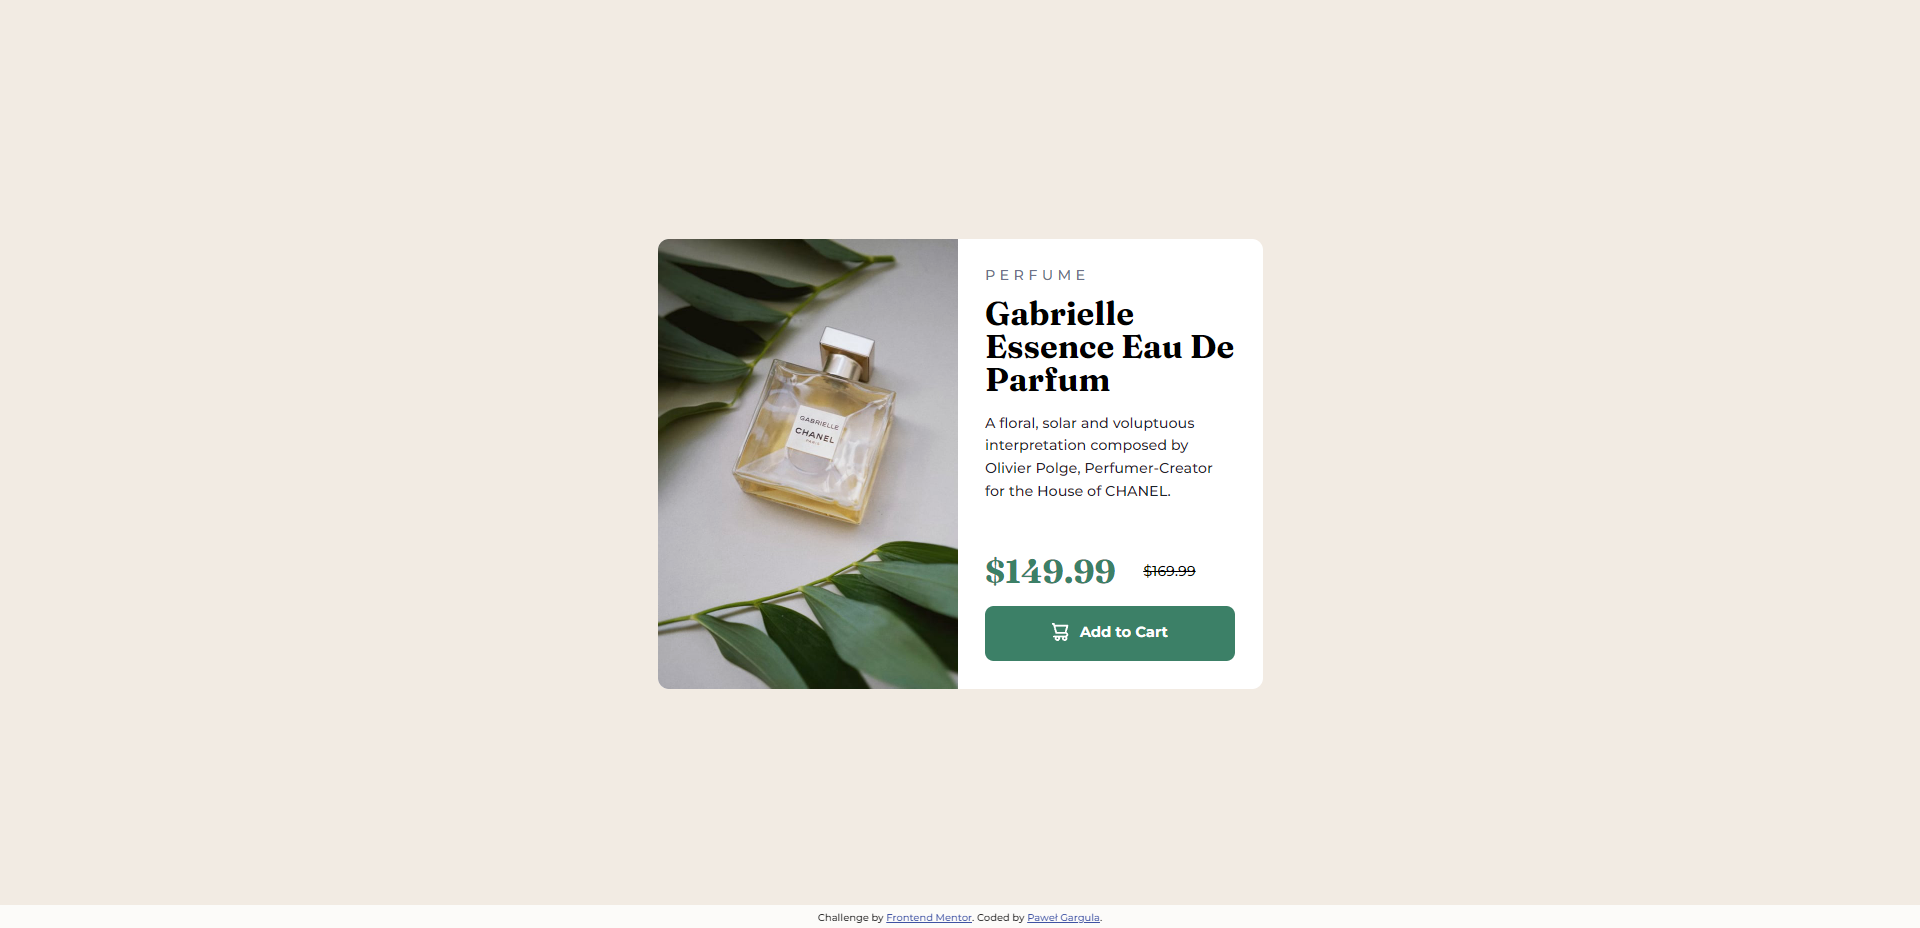 PERFUME
Gabrielle
Essence Eau De
Parfum
A floral, solar and voluptuous
interpretation composed by
Olivier Polge, Perfumer-Creator
for the House of CHANEL.
$149.99 $169.99
Add to Cart
GABRIELLE
CHANEL
PARIS
Challenge by Frontend Mentor. Coded by Paweł Gargula.